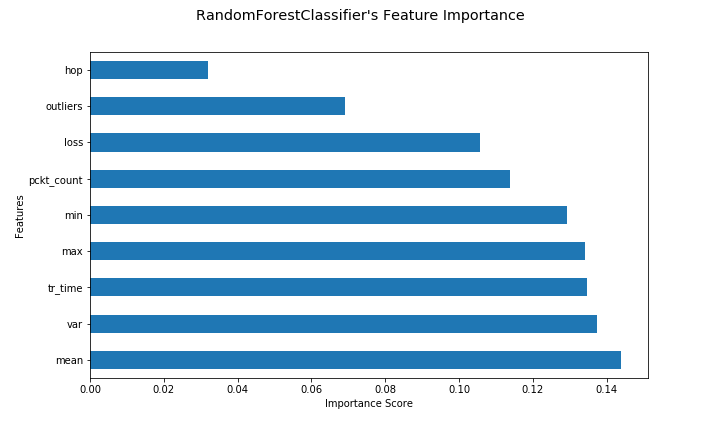 RandomForestClassifier's Feature Importance
hop
outliers
loss
pckt_count
min
max
tr_time
var
mean
Features
0.00 0.02 0.04 0.06 0.08 0.10 0.12 0.14
Importance Score